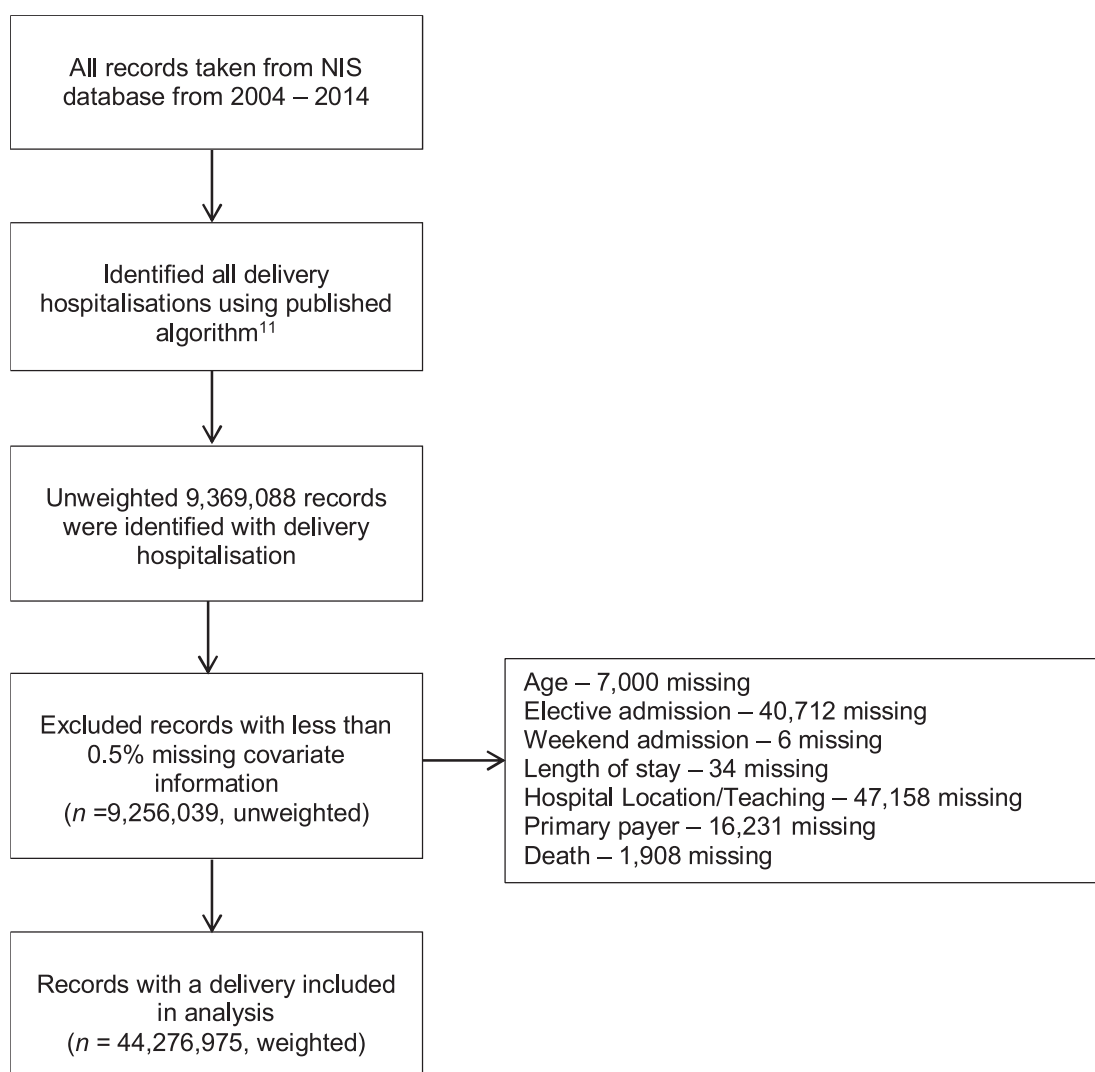 All records taken from NIS
database from 2004 – 2014
Identified all delivery
hospitalisations using published
algorithm¹¹
Unweighted 9,369,088 records
were identified with delivery
hospitalisation
Excluded records with less than
0.5% missing covariate
information
(n =9,256,039, unweighted)
Age – 7,000 missing
Elective admission – 40,712 missing
Weekend admission – 6 missing
Length of stay – 34 missing
Hospital Location/Teaching – 47,158 missing
Primary payer – 16,231 missing
Death – 1,908 missing
Records with a delivery included
in analysis
(n = 44,276,975, weighted)